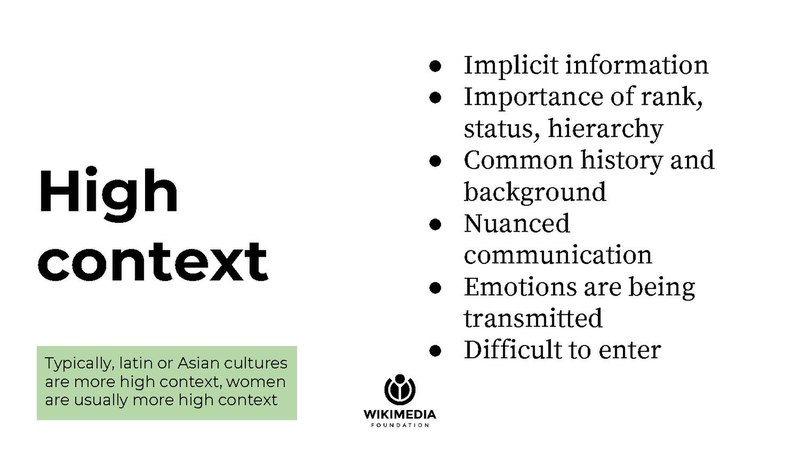 High
context
Typically, latin or Asian cultures
are more high context, women
are usually more high context
● Implicit information
● Importance of rank,
status, hierarchy
● Common history and
background
● Nuanced
communication
● Emotions are being
transmitted
● Difficult to enter
WIKIMEDIA
FOUNDATION